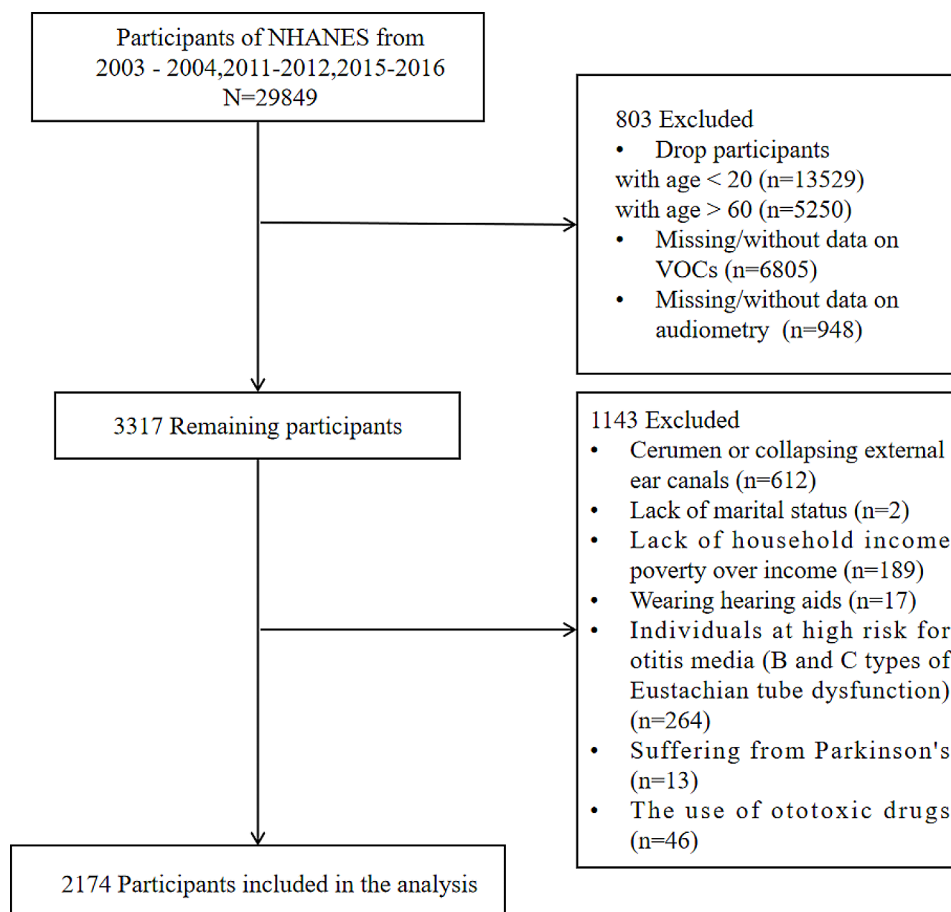 Participants of NHANES from
2003 - 2004,2011-2012,2015-2016
N=29849
803 Excluded
• Drop participants
with age < 20 (n=13529)
with age > 60 (n=5250)
• Missing/without data on
VOCs (n=6805)
• Missing/without data on
audiometry (n=948)
3317 Remaining participants
1143 Excluded
• Cerumen or collapsing external
ear canals (n=612)
• Lack of marital status (n=2)
• Lack of household income
poverty over income (n=189)
• Wearing hearing aids (n=17)
• Individuals at high risk for
otitis media (B and C types of
Eustachian tube dysfunction)
(n=264)
• Suffering from Parkinson's
(n=13)
• The use of ototoxic drugs
(n=46)
2174 Participants included in the analysis